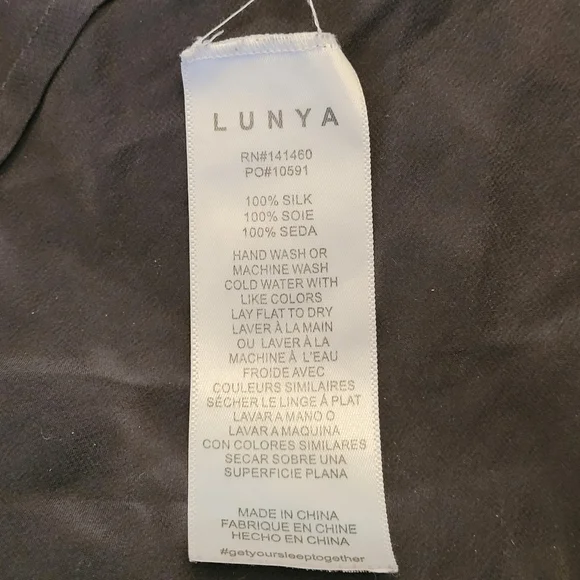 LUNYA
RN#141460
PO#10591
100% SILK
100% SOIE
100% SEDA
HAND WASH OR
MACHINE WASH
COLD WATER WITH
LIKE COLORS
LAY FLAT TO DRY
LAVER À LA MAIN
OU LAVER À LA
MACHINE À L'EAU
FROIDE AVEC
COULEURS SIMILAIRES
SÉCHER LE LINGE À PLAT
LAVAR A MANO O
LAVAR A MAQUINA
CON COLORES SIMILARES
SECAR SOBRE UNA
SUPERFICIE PLANA
MADE IN CHINA
FABRIQUE EN CHINE
HECHO EN CHINA
#getyoursleeptogether